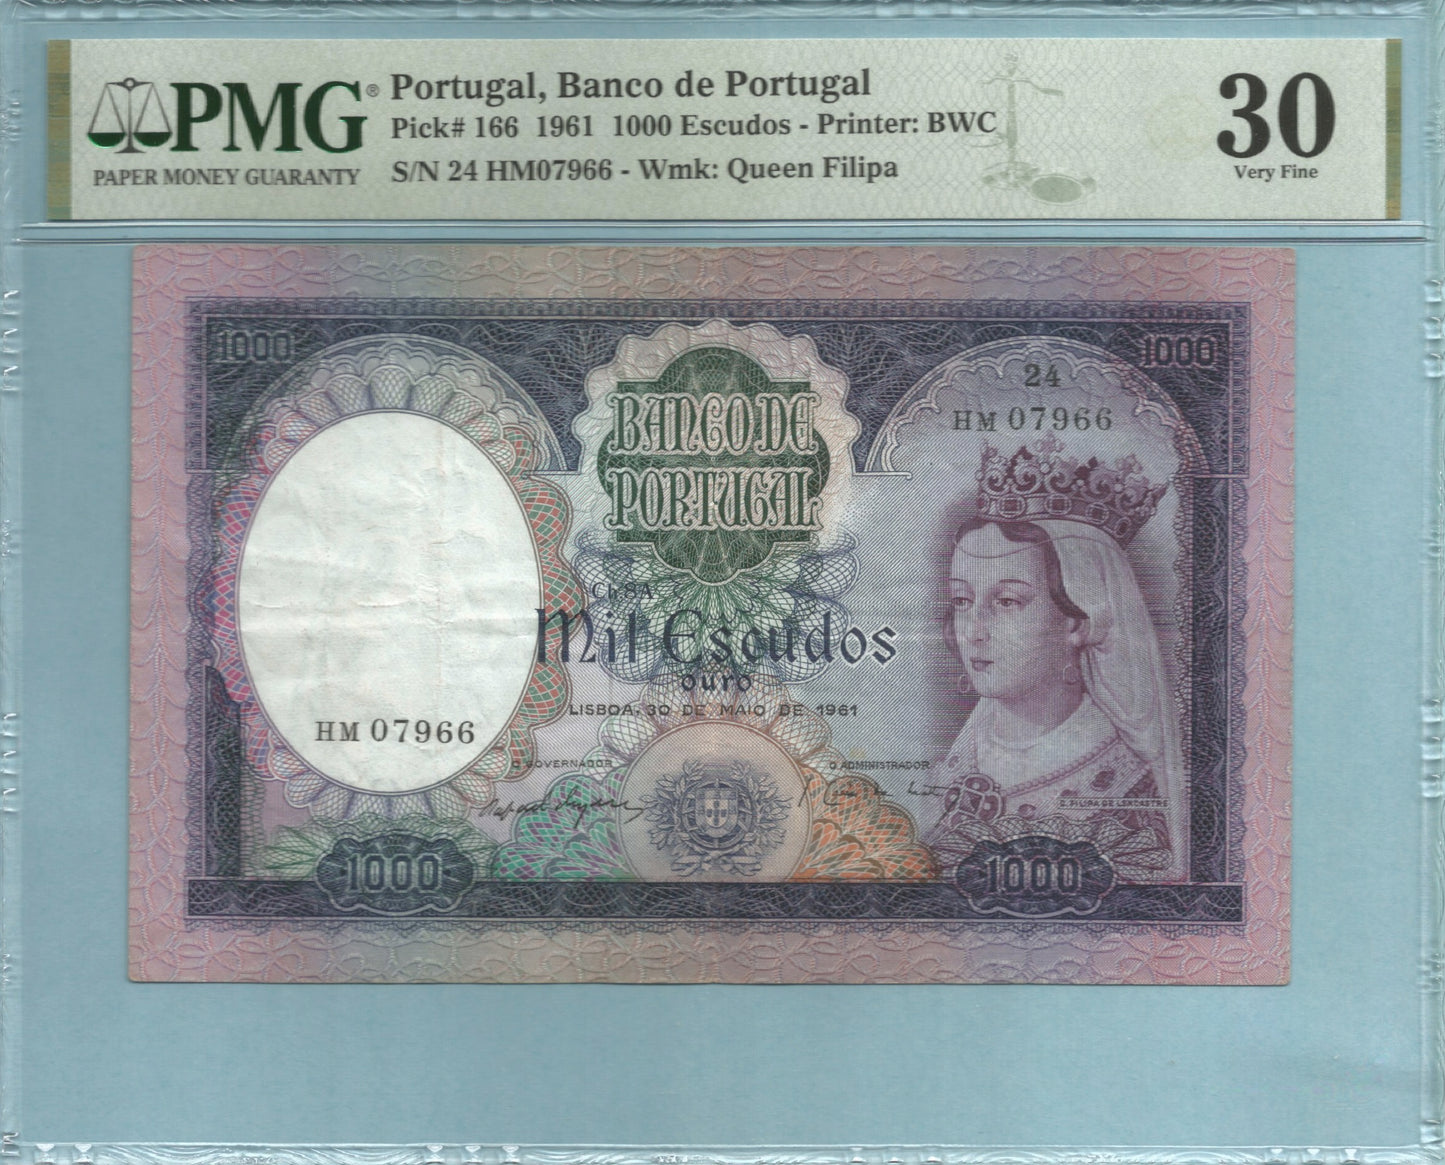 PMG®
PAPER MONEY GUARANTY
Portugal, Banco de Portugal
Pick# 166 1961 1000 Escudos - Printer: BWC
S/N 24 HM07966 - Wmk: Queen Filipa
30
Very Fine
1000
1000
24
HM 07966
BANCO DE
PORTUGAL
Ch 8A
Mil Escudos
ouro
LISBOA, 30 DE MAIO DE 1961
HM 07966
O GOVERNADOR
O ADMINISTRADOR
D. FILIPA DE LENCASTRE
1000
1000